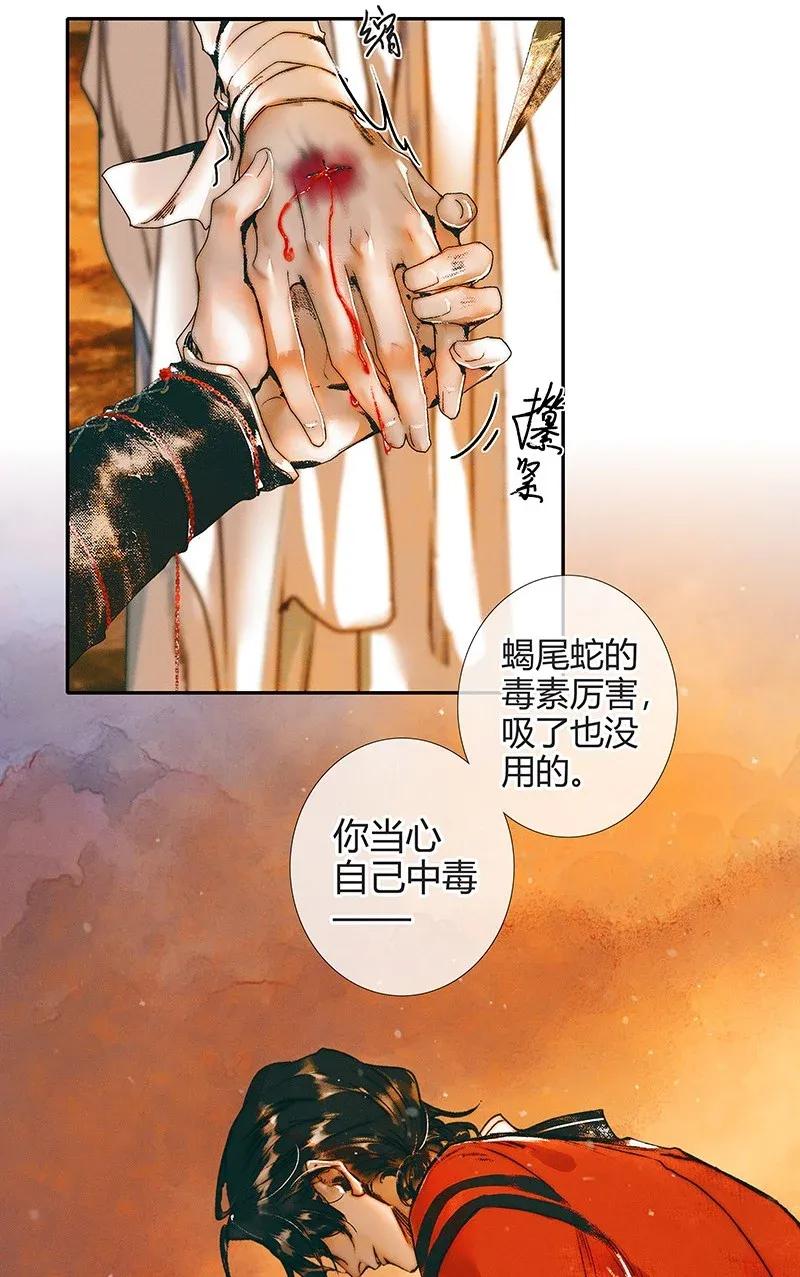 缩
攥紧
蝎尾蛇的
毒素厉害，
吸了也没
用的。
你当心
自己中毒
——